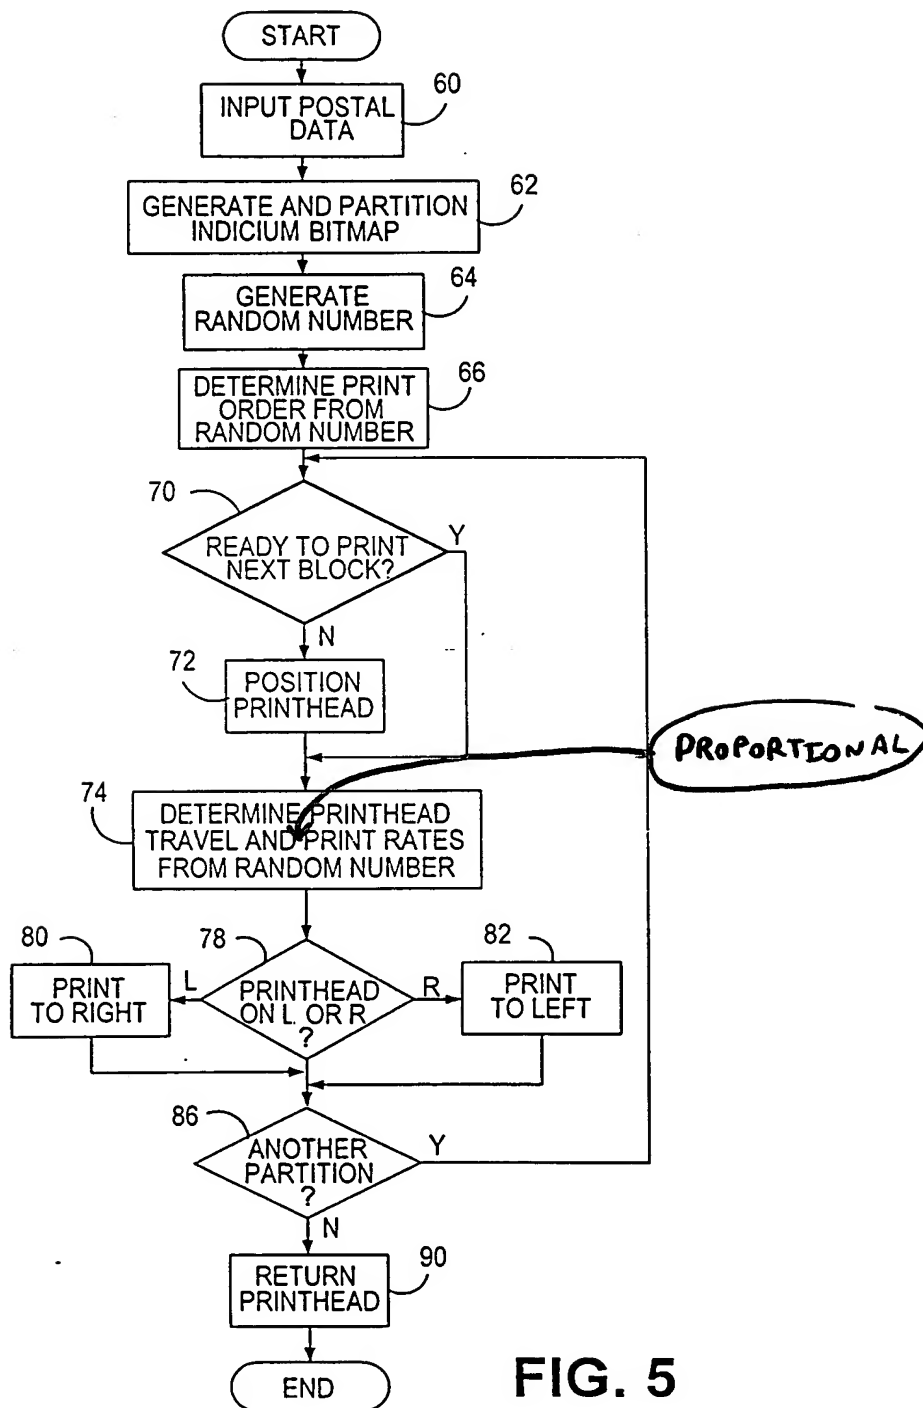 START
INPUT POSTAL
DATA
60
GENERATE AND PARTITION
INDICIUM BITMAP
62
GENERATE
RANDOM NUMBER
64
DETERMINE PRINT
ORDER FROM
RANDOM NUMBER
66
70
READY TO PRINT
NEXT BLOCK?
Y
N
72
POSITION
PRINTHEAD
PROPORTIONAL
74
DETERMINE PRINTHEAD
TRAVEL AND PRINT RATES
FROM RANDOM NUMBER
80
PRINT
TO RIGHT
L
78
PRINTHEAD
ON L OR R
?
R
82
PRINT
TO LEFT
86
ANOTHER
PARTITION
?
Y
N
RETURN
PRINTHEAD
90
END
FIG. 5